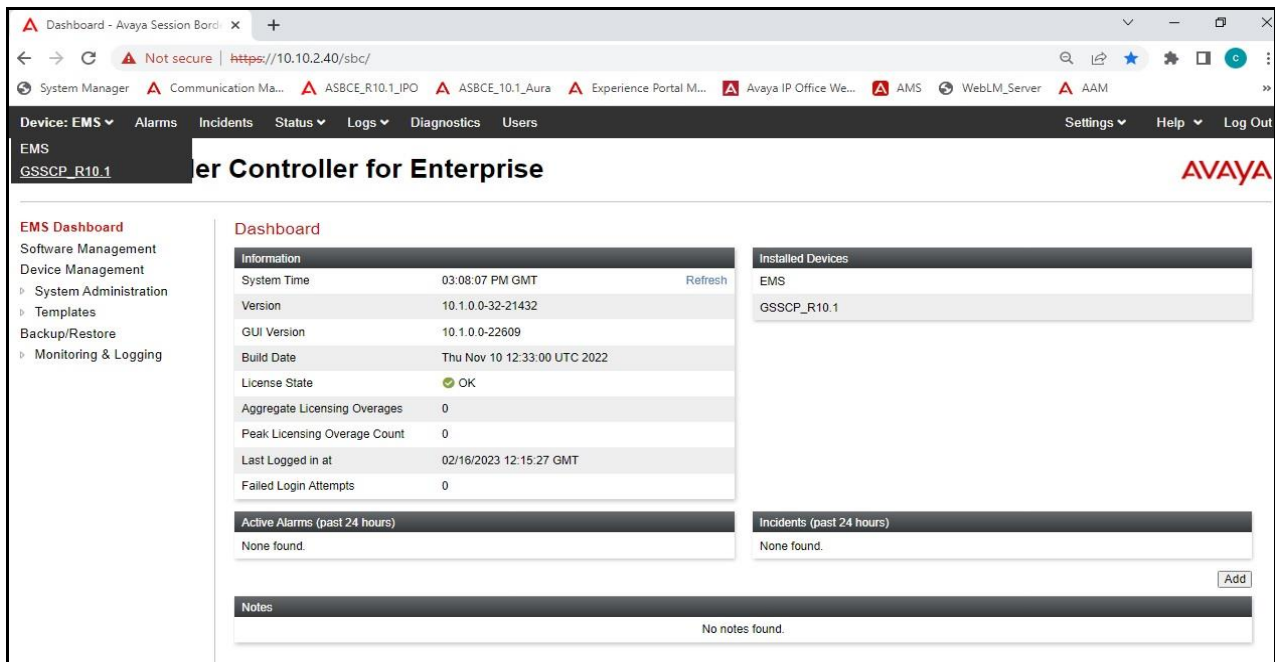 Dashboard - Avaya Session Bord
Not secure | https://10.10.2.40/sbc/
System Manager Communication Ma... ASBCE_R10.1_IPO ASBCE_10.1_Aura Experience Portal M... Avaya IP Office We... AMS WebLM_Server AAM »
Device: EMS Alarms Incidents Status Logs Diagnostics Users Settings Help Log Out
EMS
GSSCP_R10.1
er Controller for Enterprise
AVAYA
EMS Dashboard
Software Management
Device Management
System Administration
Templates
Backup/Restore
Monitoring & Logging
Dashboard
Information
System Time 03:08:07 PM GMT Refresh
Version 10.1.0.0-32-21432
GUI Version 10.1.0.0-22609
Build Date Thu Nov 10 12:33:00 UTC 2022
License State OK
Aggregate Licensing Overages 0
Peak Licensing Overage Count 0
Last Logged in at 02/16/2023 12:15:27 GMT
Failed Login Attempts 0
Installed Devices
EMS
GSSCP_R10.1
Active Alarms (past 24 hours)
None found.
Incidents (past 24 hours)
None found.
Add
Notes
No notes found.